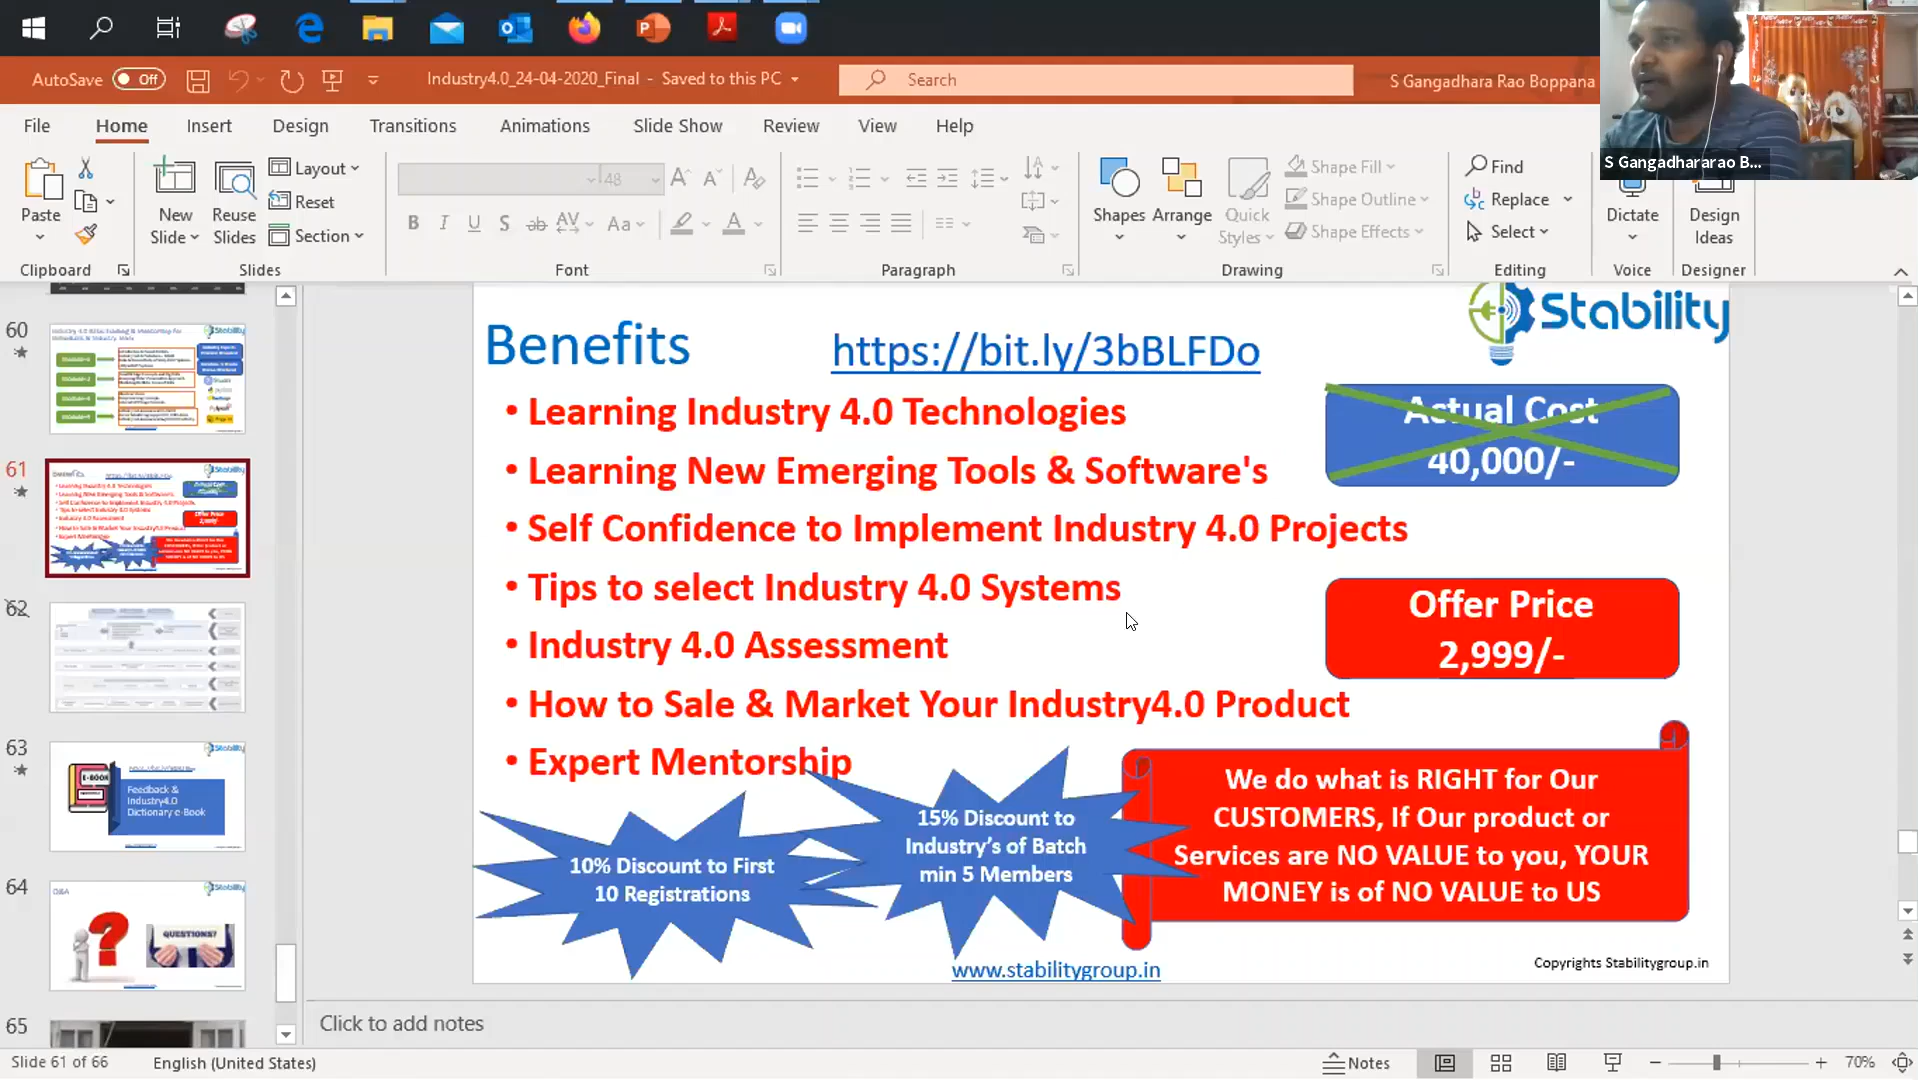 AutoSave Off
Industry4.0_24-04-2020_Final - Saved to this PC
Search
S Gangadhara Rao Boppana
S Gangadhararao B...
File Home Insert Design Transitions Animations Slide Show Review View Help
Paste
New Slide
Reuse Slides
Layout
Reset
Section
48
B I U S ab AV Aa A
Shapes
Arrange
Quick Styles
Shape Fill
Shape Outline
Shape Effects
Find
Replace
Select
Dictate
Design Ideas
Clipboard Slides Font Paragraph Drawing Editing Voice Designer
60
61
62
63
Feedback &
Industry4.0
Dictionary e-Book
64
Q&A
QUESTIONS?
65
Stability
Benefits
https://bit.ly/3bBLFDo
• Learning Industry 4.0 Technologies
• Learning New Emerging Tools & Software's
• Self Confidence to Implement Industry 4.0 Projects
• Tips to select Industry 4.0 Systems
• Industry 4.0 Assessment
• How to Sale & Market Your Industry4.0 Product
• Expert Mentorship
Actual Cost
40,000/-
Offer Price
2,999/-
10% Discount to First
10 Registrations
15% Discount to
Industry's of Batch
min 5 Members
We do what is RIGHT for Our
CUSTOMERS, If Our product or
Services are NO VALUE to you, YOUR
MONEY is of NO VALUE to US
www.stabilitygroup.in
Copyrights Stabilitygroup.in
Click to add notes
Slide 61 of 66 English (United States) Notes 70%